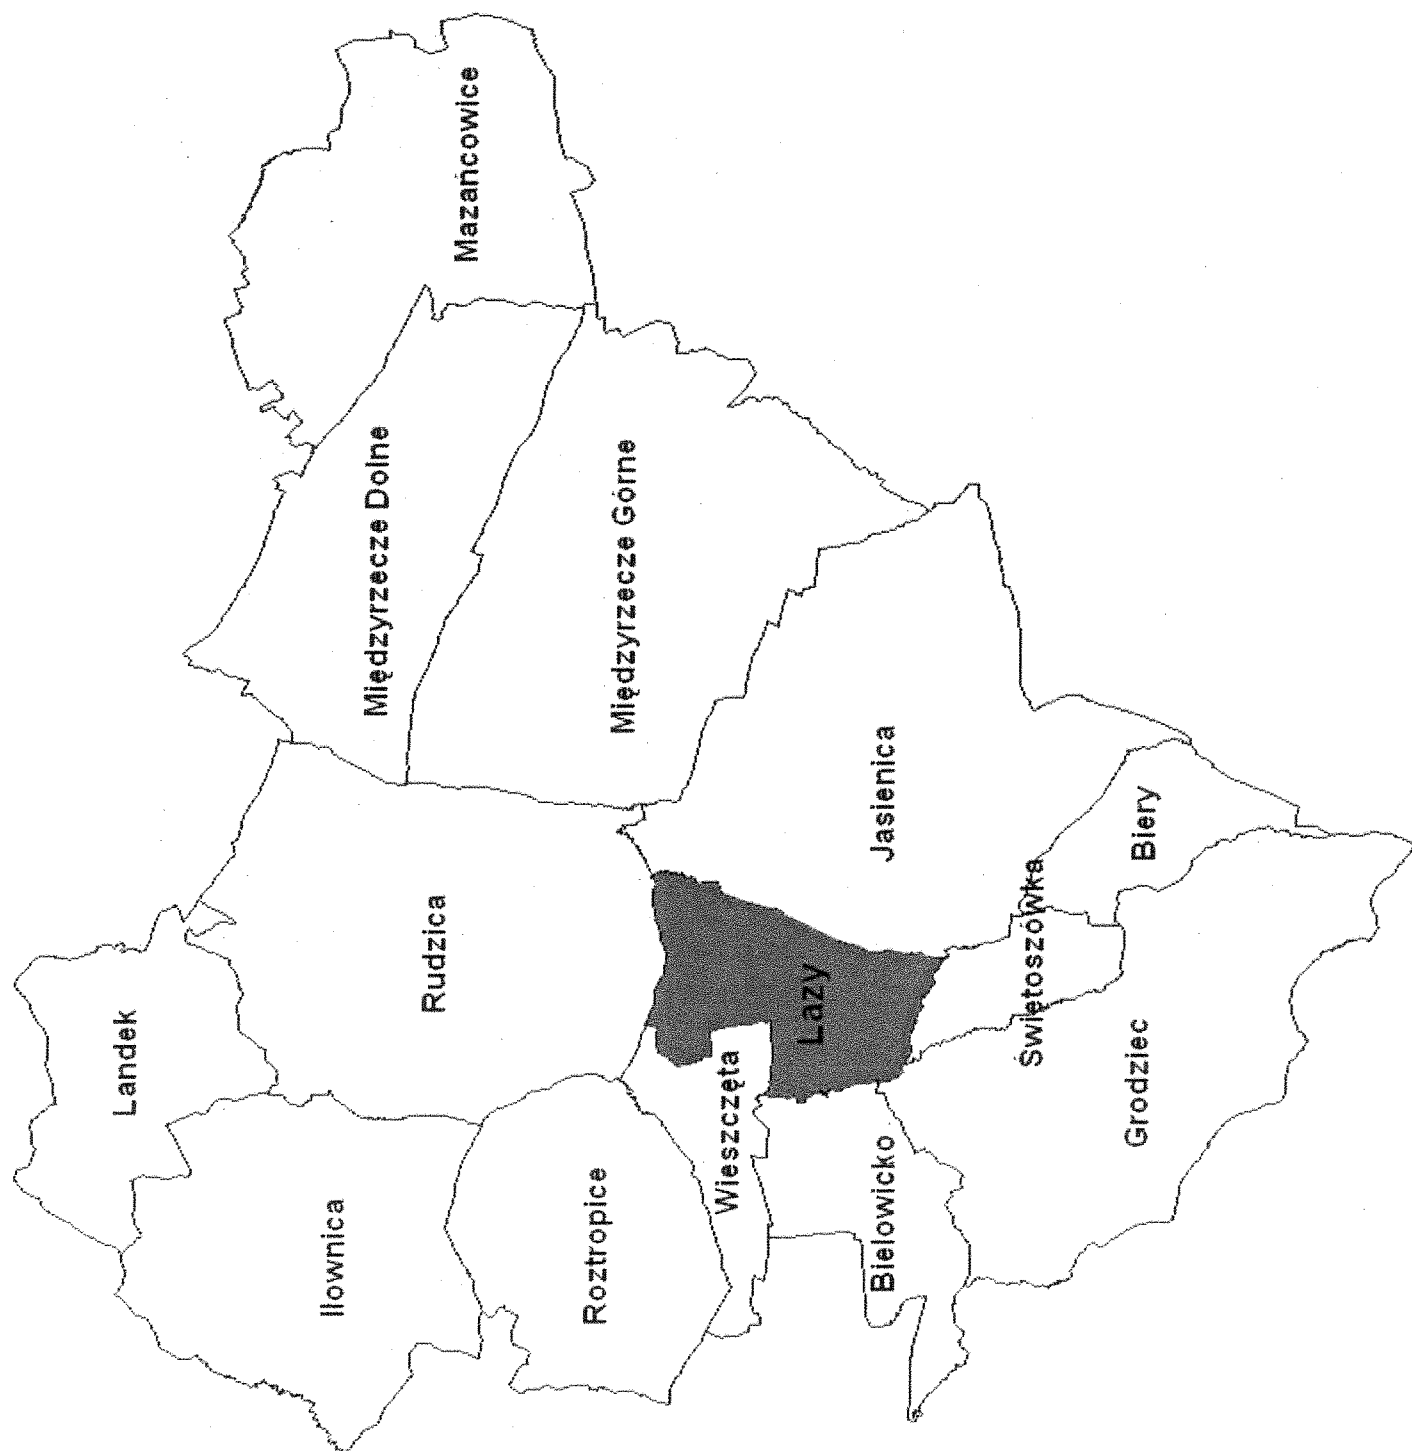 Landek
Iłownica
Rudzica
Roztropice
Międzyrzecze Dolne
Mazańcowice
Międzyrzecze Górne
Wieszczęta
Łazy
Bielowicko
Jasienica
Świętoszówka
Grodziec
Biery